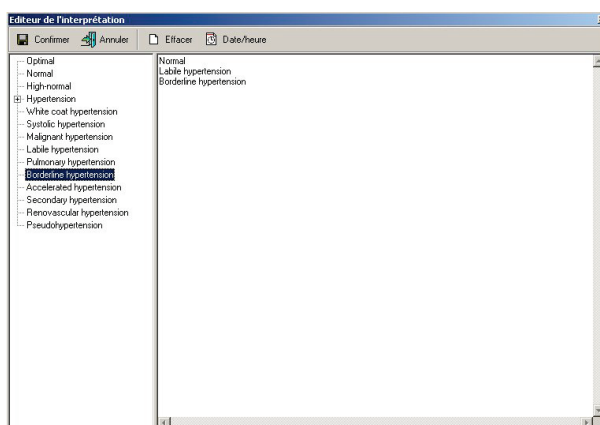 Editeur de l'interprétation
Confirmer Annuler Effacer Date/heure
Optimal
Normal
High-normal
Hypertension
White coat hypertension
Systolic hypertension
Malignant hypertension
Labile hypertension
Pulmonary hypertension
Borderline hypertension
Accelerated hypertension
Secondary hypertension
Renovascular hypertension
Pseudohypertension
Normal
Labile hypertension
Borderline hypertension